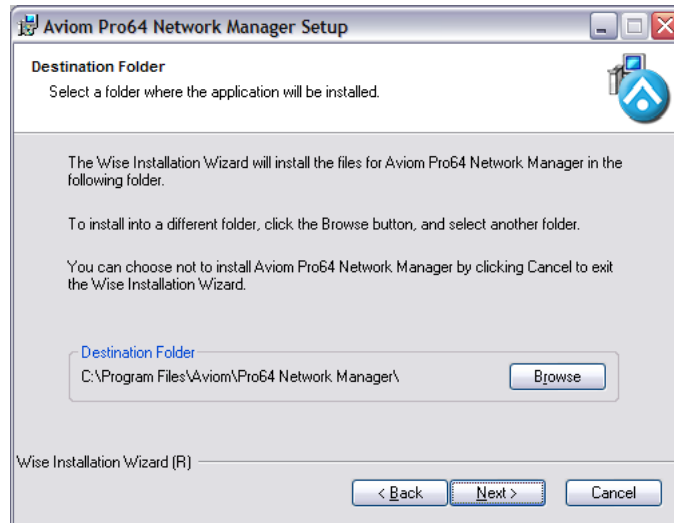 Aviom Pro64 Network Manager Setup
Destination Folder
Select a folder where the application will be installed.
The Wise Installation Wizard will install the files for Aviom Pro64 Network Manager in the
following folder.
To install into a different folder, click the Browse button, and select another folder.
You can choose not to install Aviom Pro64 Network Manager by clicking Cancel to exit
the Wise Installation Wizard.
Destination Folder
C:\Program Files\Aviom\Pro64 Network Manager\
Browse
Wise Installation Wizard (R)
< Back
Next >
Cancel